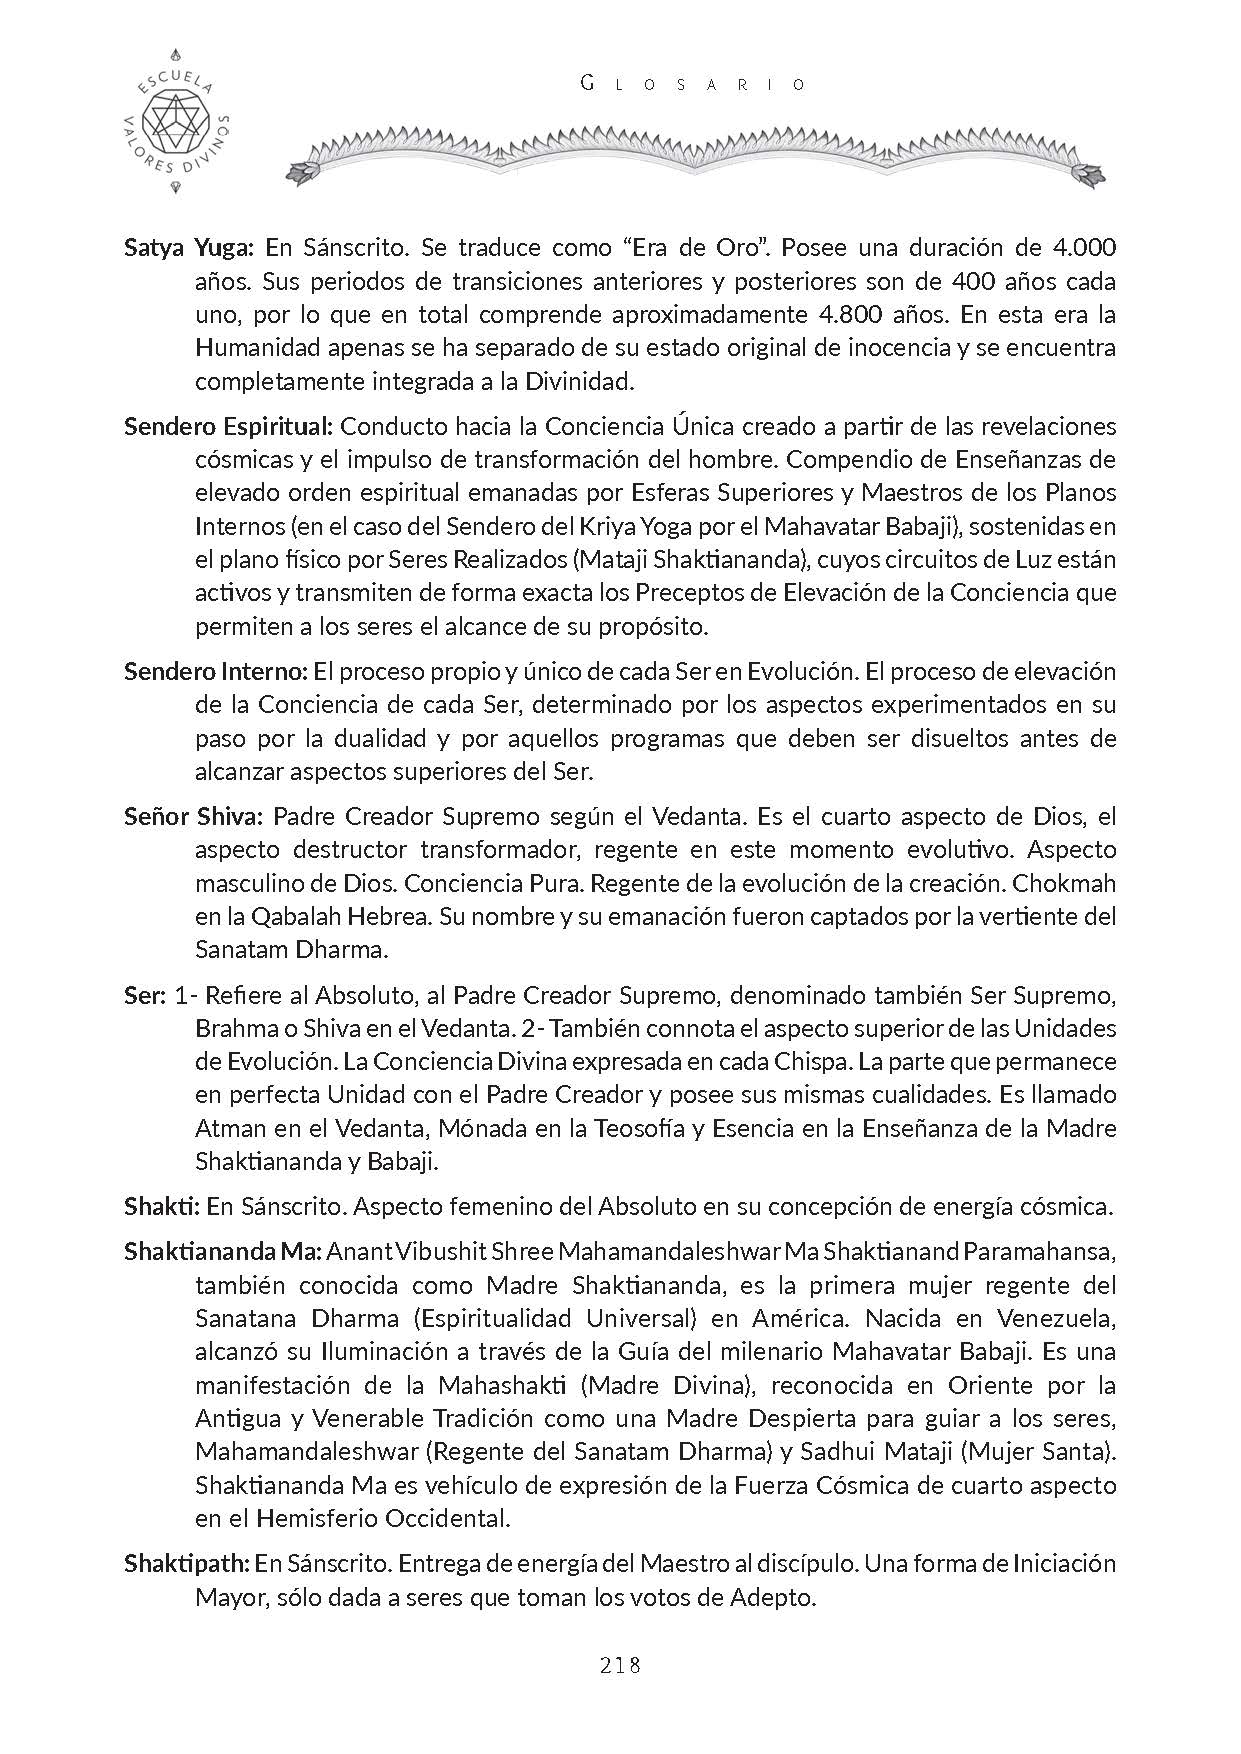 ESCUELA
VALORES DIVINOS
Glosario
Satya Yuga: En Sánscrito. Se traduce como “Era de Oro”. Posee una duración de 4.000
años. Sus periodos de transiciones anteriores y posteriores son de 400 años cada
uno, por lo que en total comprende aproximadamente 4.800 años. En esta era la
Humanidad apenas se ha separado de su estado original de inocencia y se encuentra
completamente integrada a la Divinidad.
Sendero Espiritual: Conducto hacia la Conciencia Única creado a partir de las revelaciones
cósmicas y el impulso de transformación del hombre. Compendio de Enseñanzas de
elevado orden espiritual emanadas por Esferas Superiores y Maestros de los Planos
Internos (en el caso del Sendero del Kriya Yoga por el Mahavatar Babaji), sostenidas en
el plano físico por Seres Realizados (Mataji Shaktiananda), cuyos circuitos de Luz están
activos y transmiten de forma exacta los Preceptos de Elevación de la Conciencia que
permiten a los seres el alcance de su propósito.
Sendero Interno: El proceso propio y único de cada Ser en Evolución. El proceso de elevación
de la Conciencia de cada Ser, determinado por los aspectos experimentados en su
paso por la dualidad y por aquellos programas que deben ser disueltos antes de
alcanzar aspectos superiores del Ser.
Señor Shiva: Padre Creador Supremo según el Vedanta. Es el cuarto aspecto de Dios, el
aspecto destructor transformador, regente en este momento evolutivo. Aspecto
masculino de Dios. Conciencia Pura. Regente de la evolución de la creación. Chokmah
en la Qabalah Hebrea. Su nombre y su emanación fueron captados por la vertiente del
Sanatam Dharma.
Ser: 1- Refiere al Absoluto, al Padre Creador Supremo, denominado también Ser Supremo,
Brahma o Shiva en el Vedanta. 2- También connota el aspecto superior de las Unidades
de Evolución. La Conciencia Divina expresada en cada Chispa. La parte que permanece
en perfecta Unidad con el Padre Creador y posee sus mismas cualidades. Es llamado
Atman en el Vedanta, Mónada en la Teosofía y Esencia en la Enseñanza de la Madre
Shaktiananda y Babaji.
Shakti: En Sánscrito. Aspecto femenino del Absoluto en su concepción de energía cósmica.
Shaktiananda Ma: Anant Vibushit Shree Mahamandaleshwar Ma Shaktianand Paramahansa,
también conocida como Madre Shaktiananda, es la primera mujer regente del
Sanatana Dharma (Espiritualidad Universal) en América. Nacida en Venezuela,
alcanzó su Iluminación a través de la Guía del milenario Mahavatar Babaji. Es una
manifestación de la Mahashakti (Madre Divina), reconocida en Oriente por la
Antigua y Venerable Tradición como una Madre Despierta para guiar a los seres,
Mahamandaleshwar (Regente del Sanatam Dharma) y Sadhui Mataji (Mujer Santa).
Shaktiananda Ma es vehículo de expresión de la Fuerza Cósmica de cuarto aspecto
en el Hemisferio Occidental.
Shaktipath: En Sánscrito. Entrega de energía del Maestro al discípulo. Una forma de Iniciación
Mayor, sólo dada a seres que toman los votos de Adepto.
218